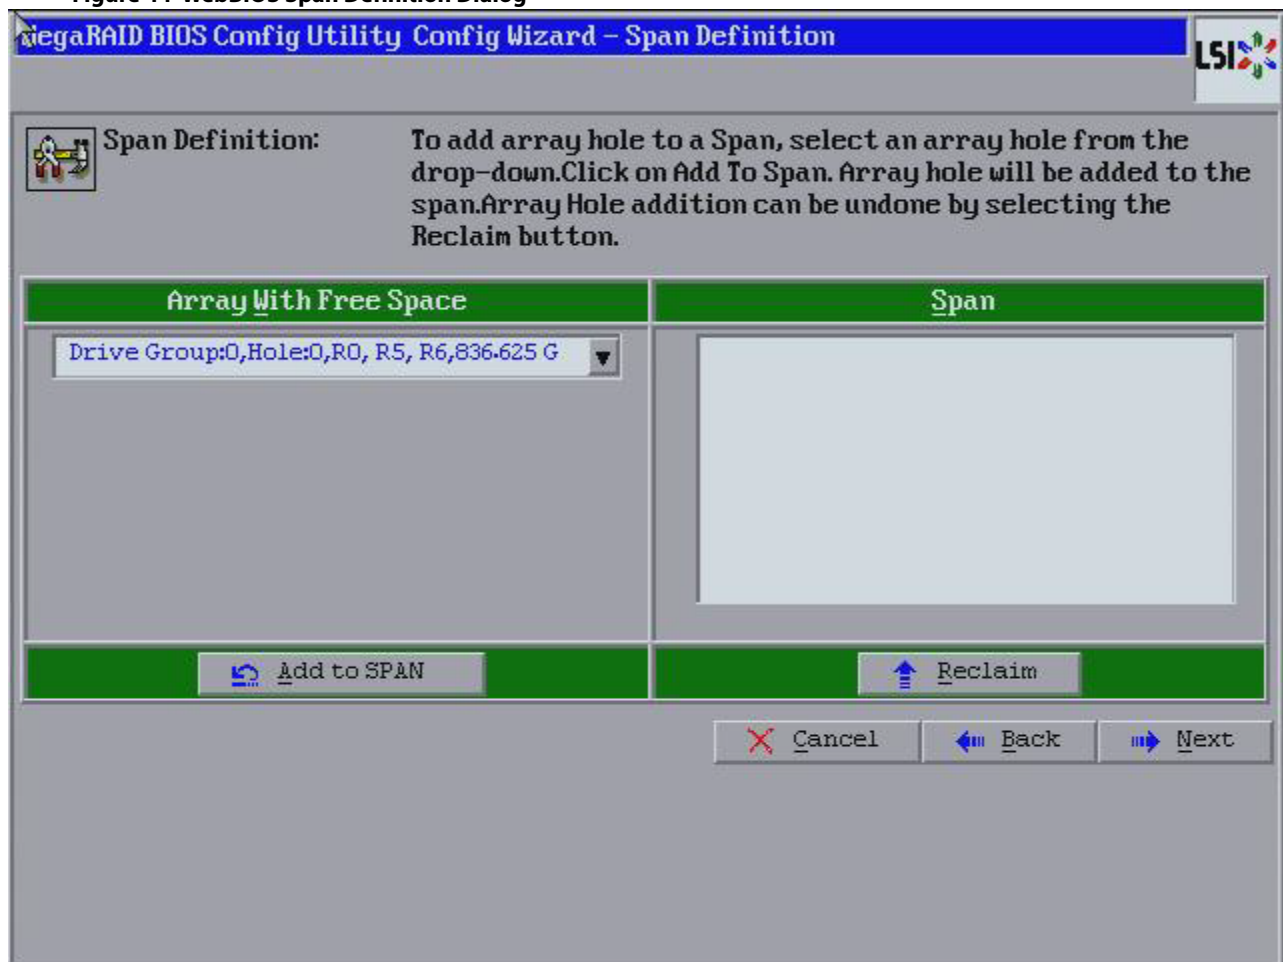 MegaRAID BIOS Config Utility Config Wizard – Span Definition
LSI
Span Definition:
To add array hole to a Span, select an array hole from the
drop-down.Click on Add To Span. Array hole will be added to the
span.Array Hole addition can be undone by selecting the
Reclaim button.
Array With Free Space
Span
Drive Group:0,Hole:0,R0, R5, R6,836.625 G
Add to SPAN
Reclaim
Cancel
Back
Next